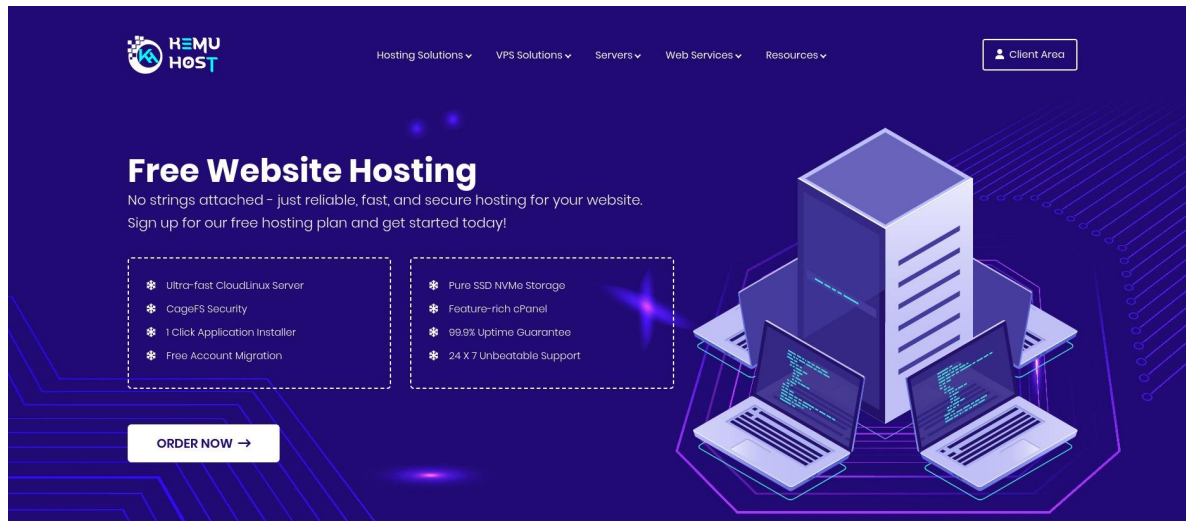 KEMU
HOST
Hosting Solutions
VPS Solutions
Servers
Web Services
Resources
Client Area
Free Website Hosting
No strings attached - just reliable, fast, and secure hosting for your website.
Sign up for our free hosting plan and get started today!
Ultra-fast CloudLinux Server
CageFS Security
1 Click Application Installer
Free Account Migration
Pure SSD NVMe Storage
Feature-rich cPanel
99.9% Uptime Guarantee
24 X 7 Unbeatable Support
ORDER NOW →